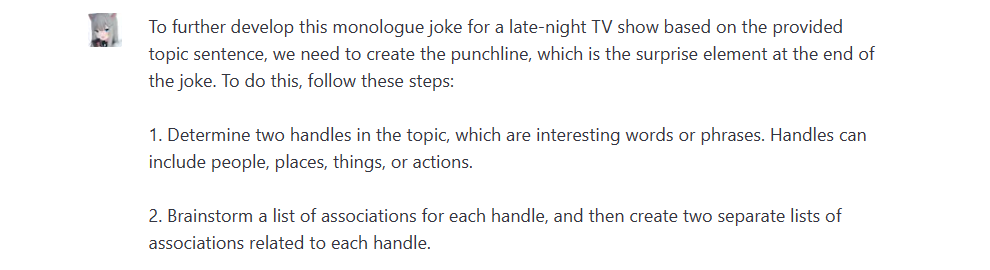 To further develop this monologue joke for a late-night TV show based on the provided
topic sentence, we need to create the punchline, which is the surprise element at the end of
the joke. To do this, follow these steps:
1. Determine two handles in the topic, which are interesting words or phrases. Handles can
include people, places, things, or actions.
2. Brainstorm a list of associations for each handle, and then create two separate lists of
associations related to each handle.